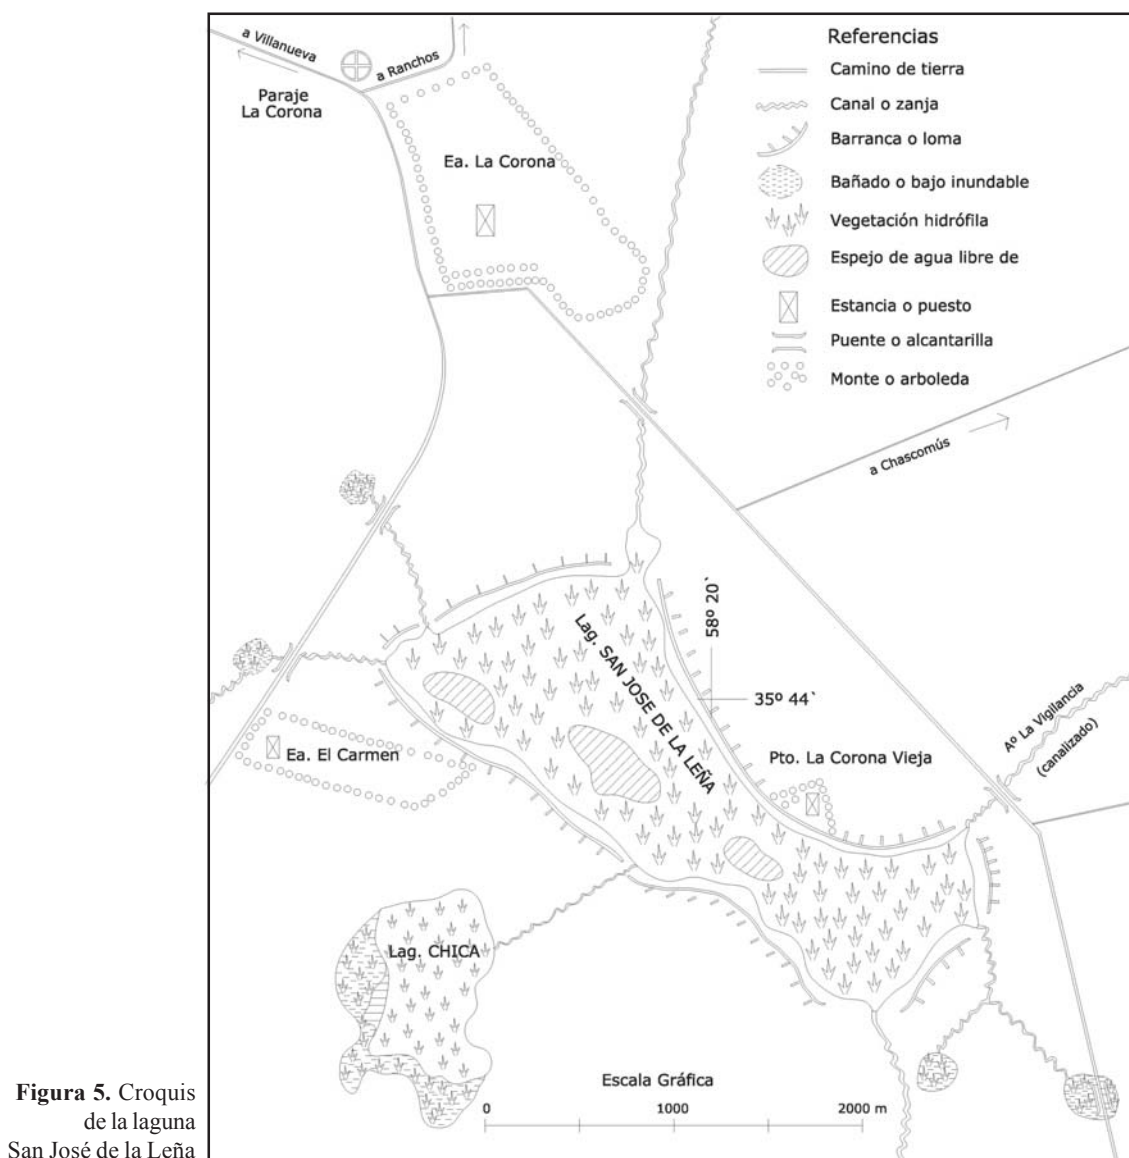 a Villanueva
a Ranchos
Paraje
La Corona
Ea. La Corona
Referencias
Camino de tierra
Canal o zanja
Barranca o loma
Bañado o bajo inundable
Vegetación hidrófila
Espejo de agua libre de
Estancia o puesto
Puente o alcantarilla
Monte o arboleda
a Chascomús
58º 20`
35º 44`
Lag. SAN JOSE DE LA LEÑA
Aº La Vigilancia
(canalizado)
Pto. La Corona Vieja
Ea. El Carmen
Lag. CHICA
Escala Gráfica
0 1000 2000 m
Figura 5. Croquis
de la laguna
San José de la Leña